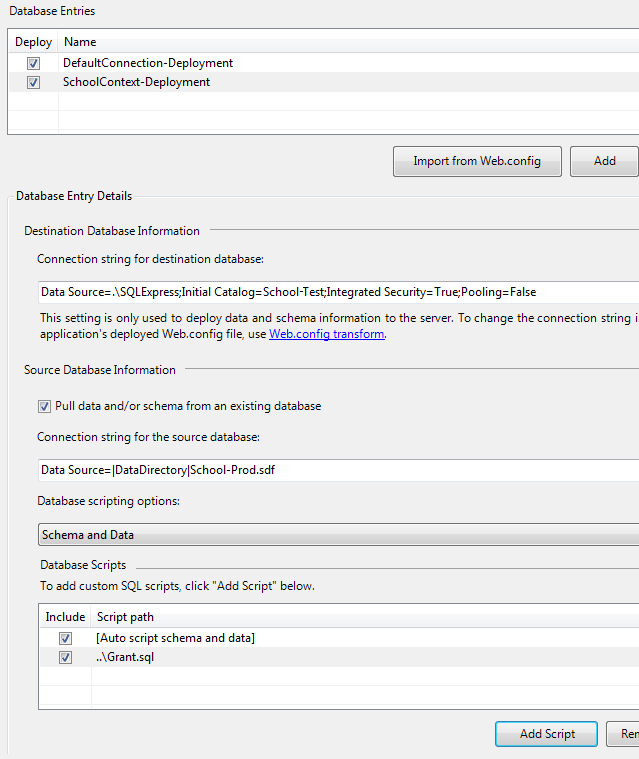 Database Entries
Deploy Name
DefaultConnection-Deployment
SchoolContext-Deployment
Import from Web.config Add
Database Entry Details
Destination Database Information
Connection string for destination database:
Data Source=.\SQLExpress;Initial Catalog=School-Test;Integrated Security=True;Pooling=False
This setting is only used to deploy data and schema information to the server. To change the connection string i
application's deployed Web.config file, use Web.config transform.
Source Database Information
Pull data and/or schema from an existing database
Connection string for the source database:
Data Source=|DataDirectory|School-Prod.sdf
Database scripting options:
Schema and Data
Database Scripts
To add custom SQL scripts, click "Add Script" below.
Include Script path
[Auto script schema and data]
..\Grant.sql
Add Script Rem